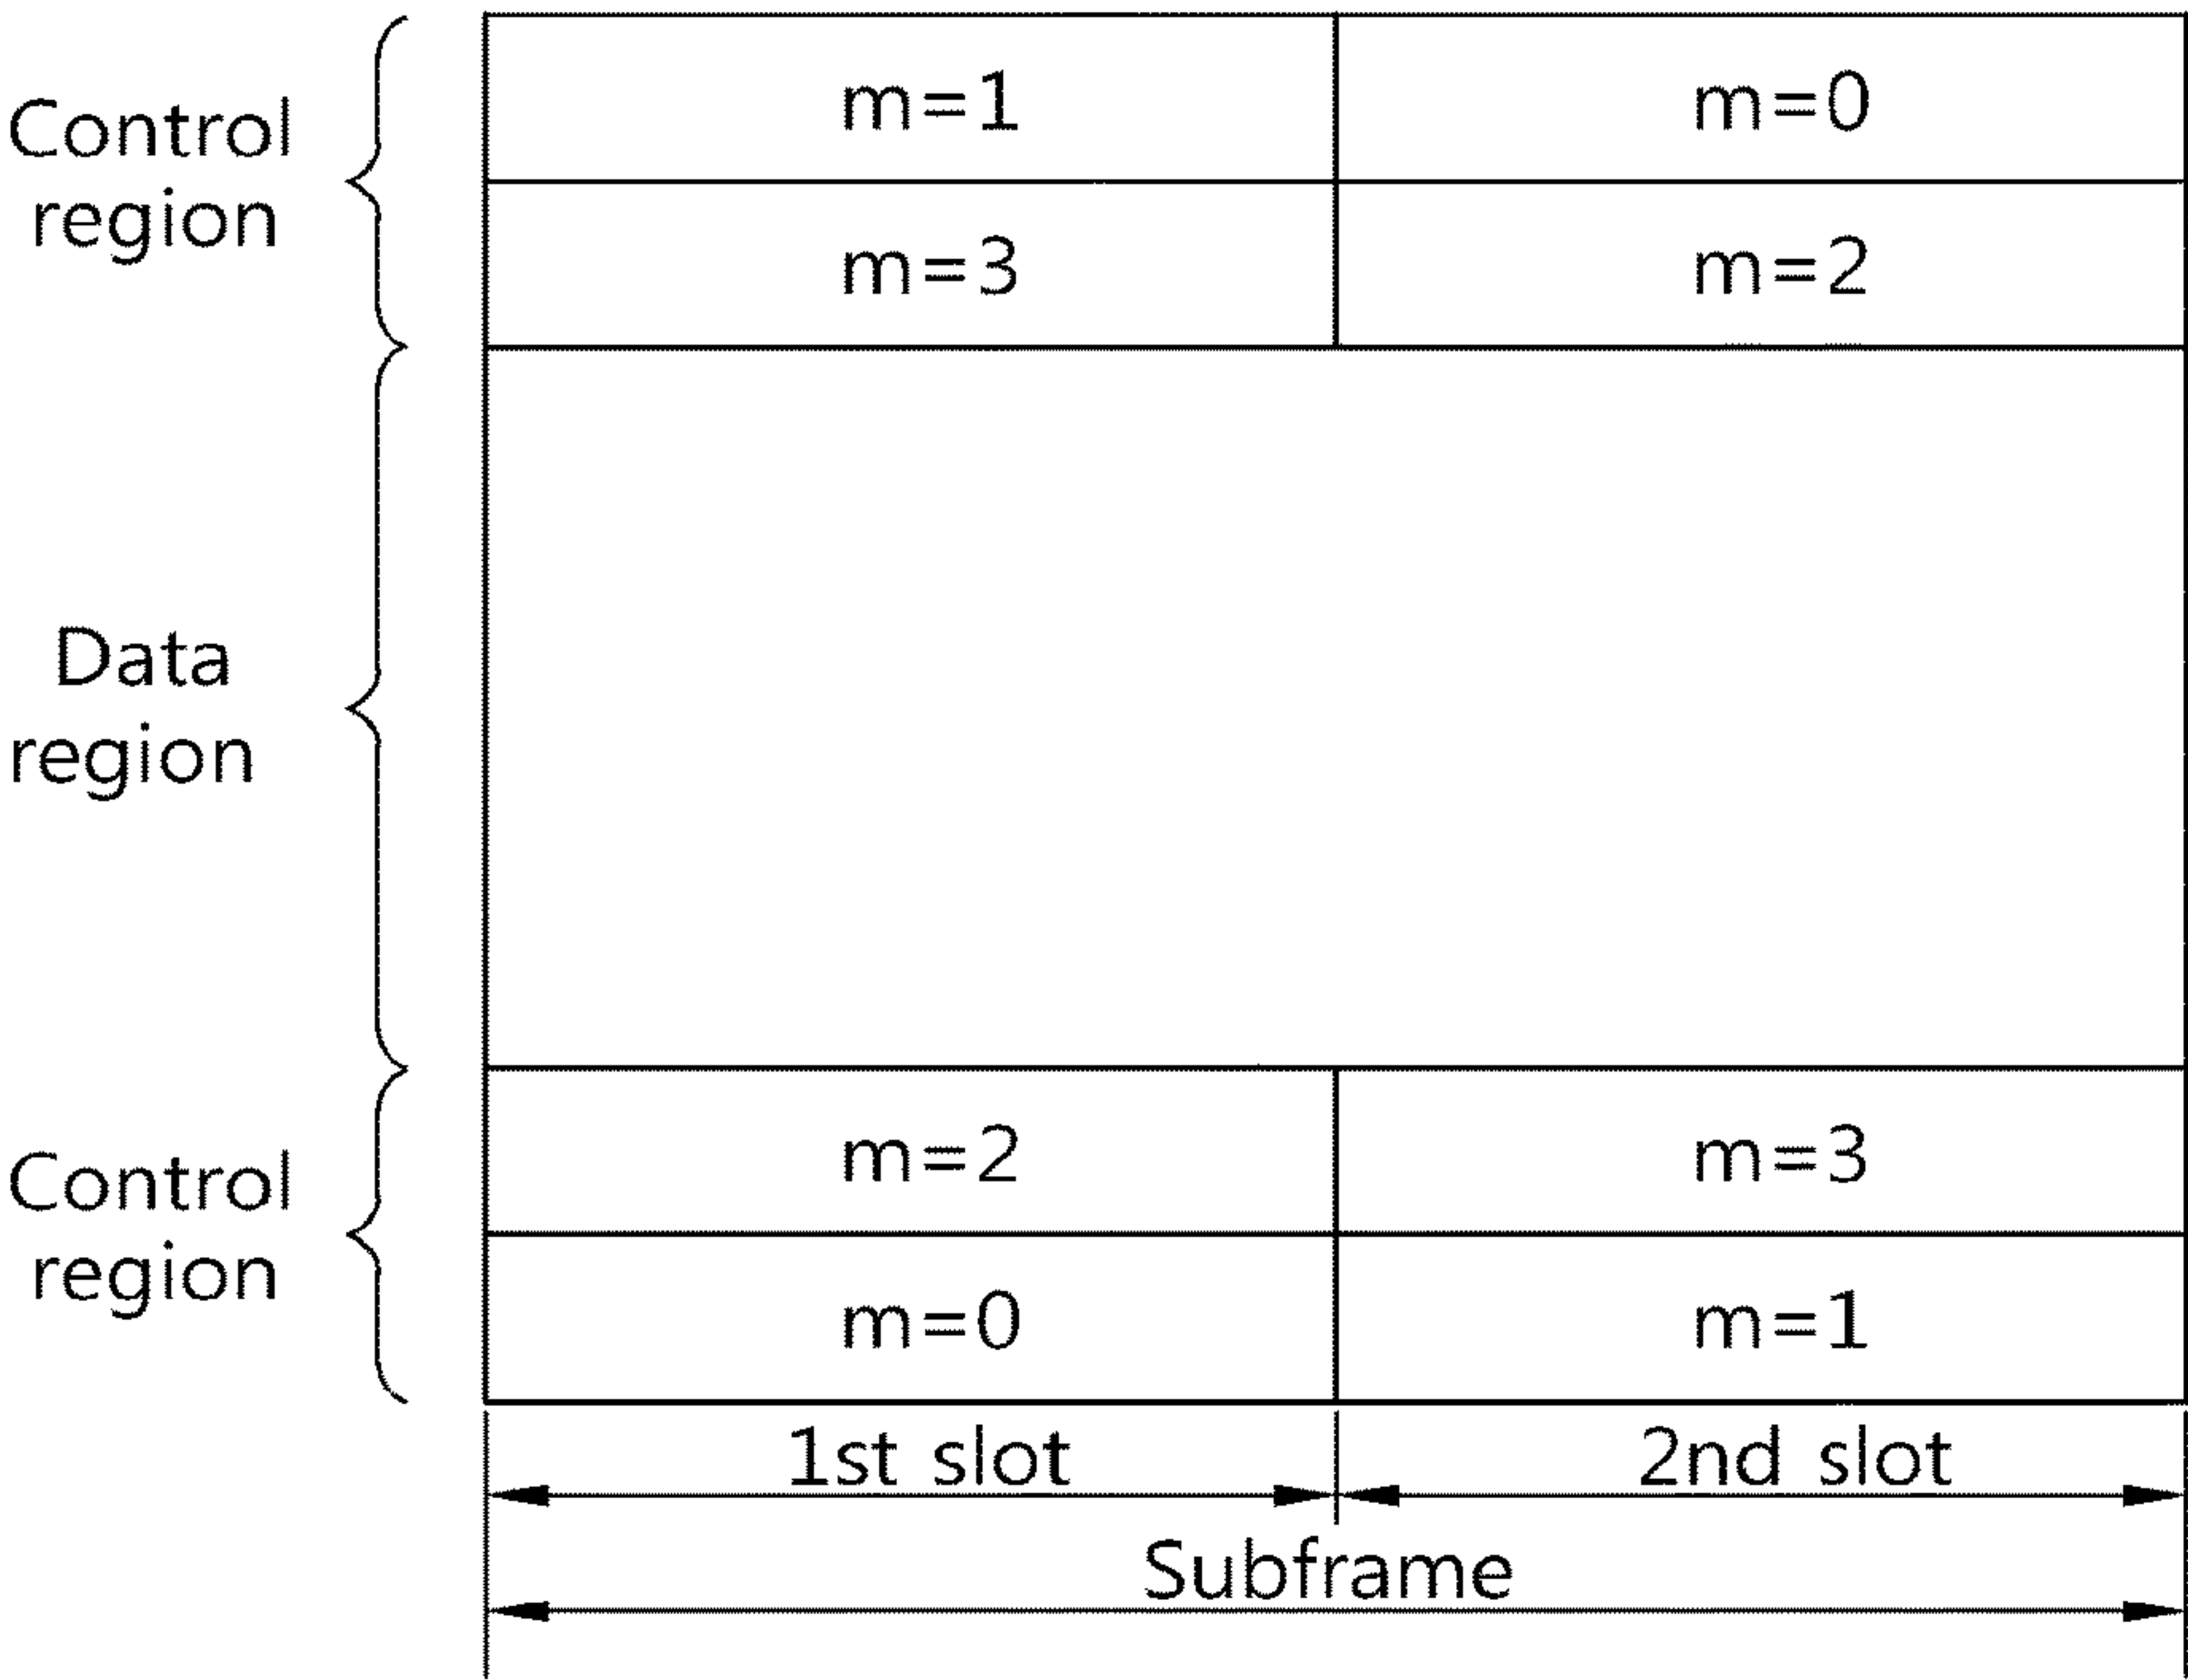 Control
region
m=1 m=0
m=3 m=2
Data
region
Control
region
m=2 m=3
m=0 m=1
1st slot 2nd slot
Subframe